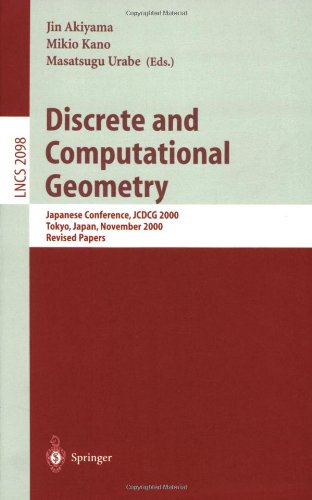 Jin Akiyama
Mikio Kano
Masatsugu Urabe (Eds.)
LNCS 2098
Discrete and
Computational
Geometry
Japanese Conference, JCDCG 2000
Tokyo, Japan, November 2000
Revised Papers
Springer